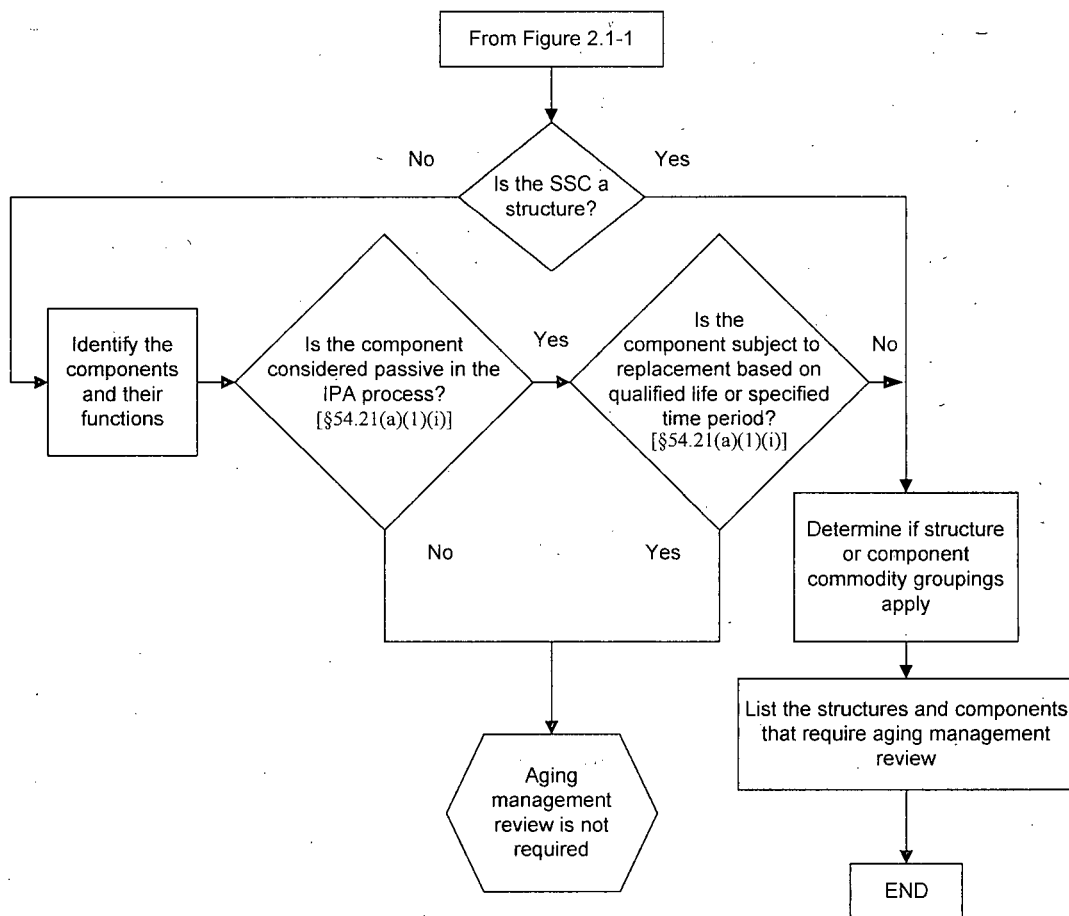 From Figure 2.1-1
No
Yes
Is the SSC a
structure?
Identify the
components
and their
functions
Is the component
considered passive in the
IPA process?
[§54.21(a)(1)(i)]
Yes
Is the
component subject to
replacement based on
qualified life or specified
time period?
[§54.21(a)(1)(i)]
No
No
Yes
Determine if structure
or component
commodity groupings
apply
List the structures and components
that require aging management
review
Aging
management
review is not
required
END